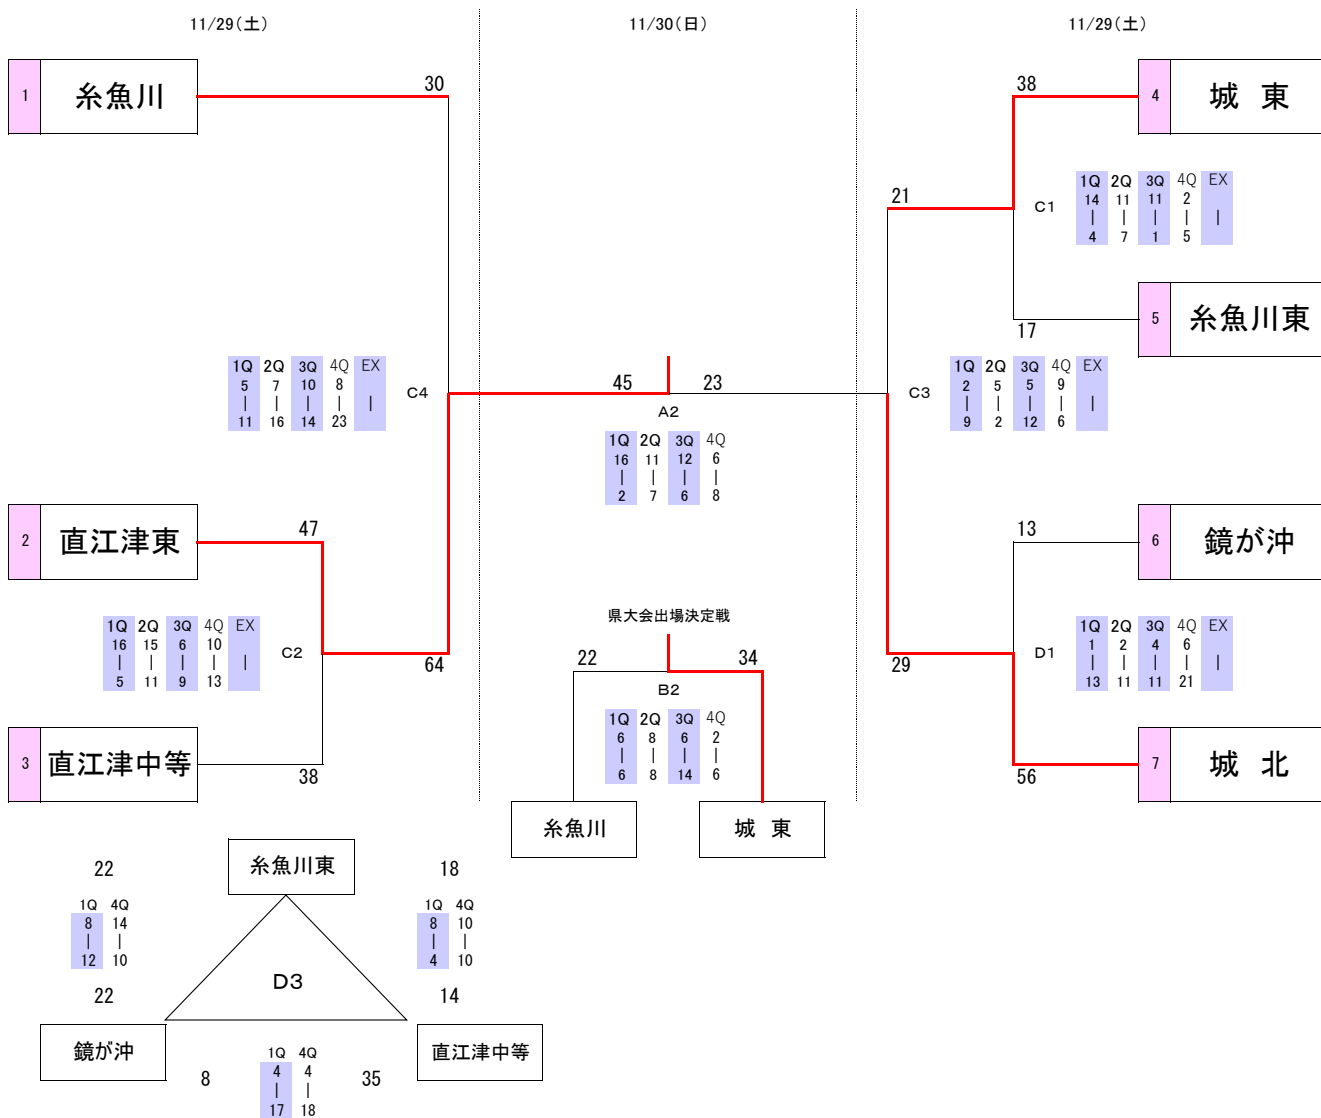 11/29(土)
11/30(日)
11/29(土)
1 糸魚川 30
38 4 城 東
21
C1
1Q 2Q 3Q 4Q EX
14 11 11 2
| | | | |
4 7 1 5
17 5 糸魚川東
1Q 2Q 3Q 4Q EX
5 7 10 8
| | | | |
11 16 14 23
C4
45 23
A2
1Q 2Q 3Q 4Q
16 11 12 6
| | | |
2 7 6 8
C3
1Q 2Q 3Q 4Q EX
2 5 5 9
| | | | |
9 2 12 6
2 直江津東 47
13 6 鏡が沖
1Q 2Q 3Q 4Q EX
16 15 6 10
| | | | |
5 11 9 13
C2
64
県大会出場決定戦
22 34
B2
1Q 2Q 3Q 4Q
6 8 6 2
| | | |
6 8 14 6
糸魚川 城 東
29
D1
1Q 2Q 3Q 4Q EX
1 2 4 6
| | | | |
13 11 11 21
3 直江津中等 38
56 7 城 北
糸魚川東
22
1Q 4Q
8 14
| |
12 10
22
18
1Q 4Q
8 10
| |
4 10
14
D3
鏡が沖
直江津中等
8 35
1Q 4Q
4 4
| |
17 18